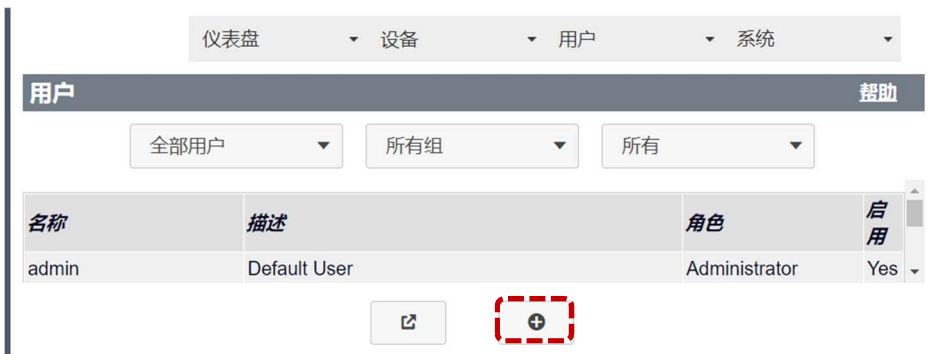 仪表盘 设备 用户 系统
用户 帮助
全部用户 所有组 所有
名称 描述 角色 启用
admin Default User Administrator Yes